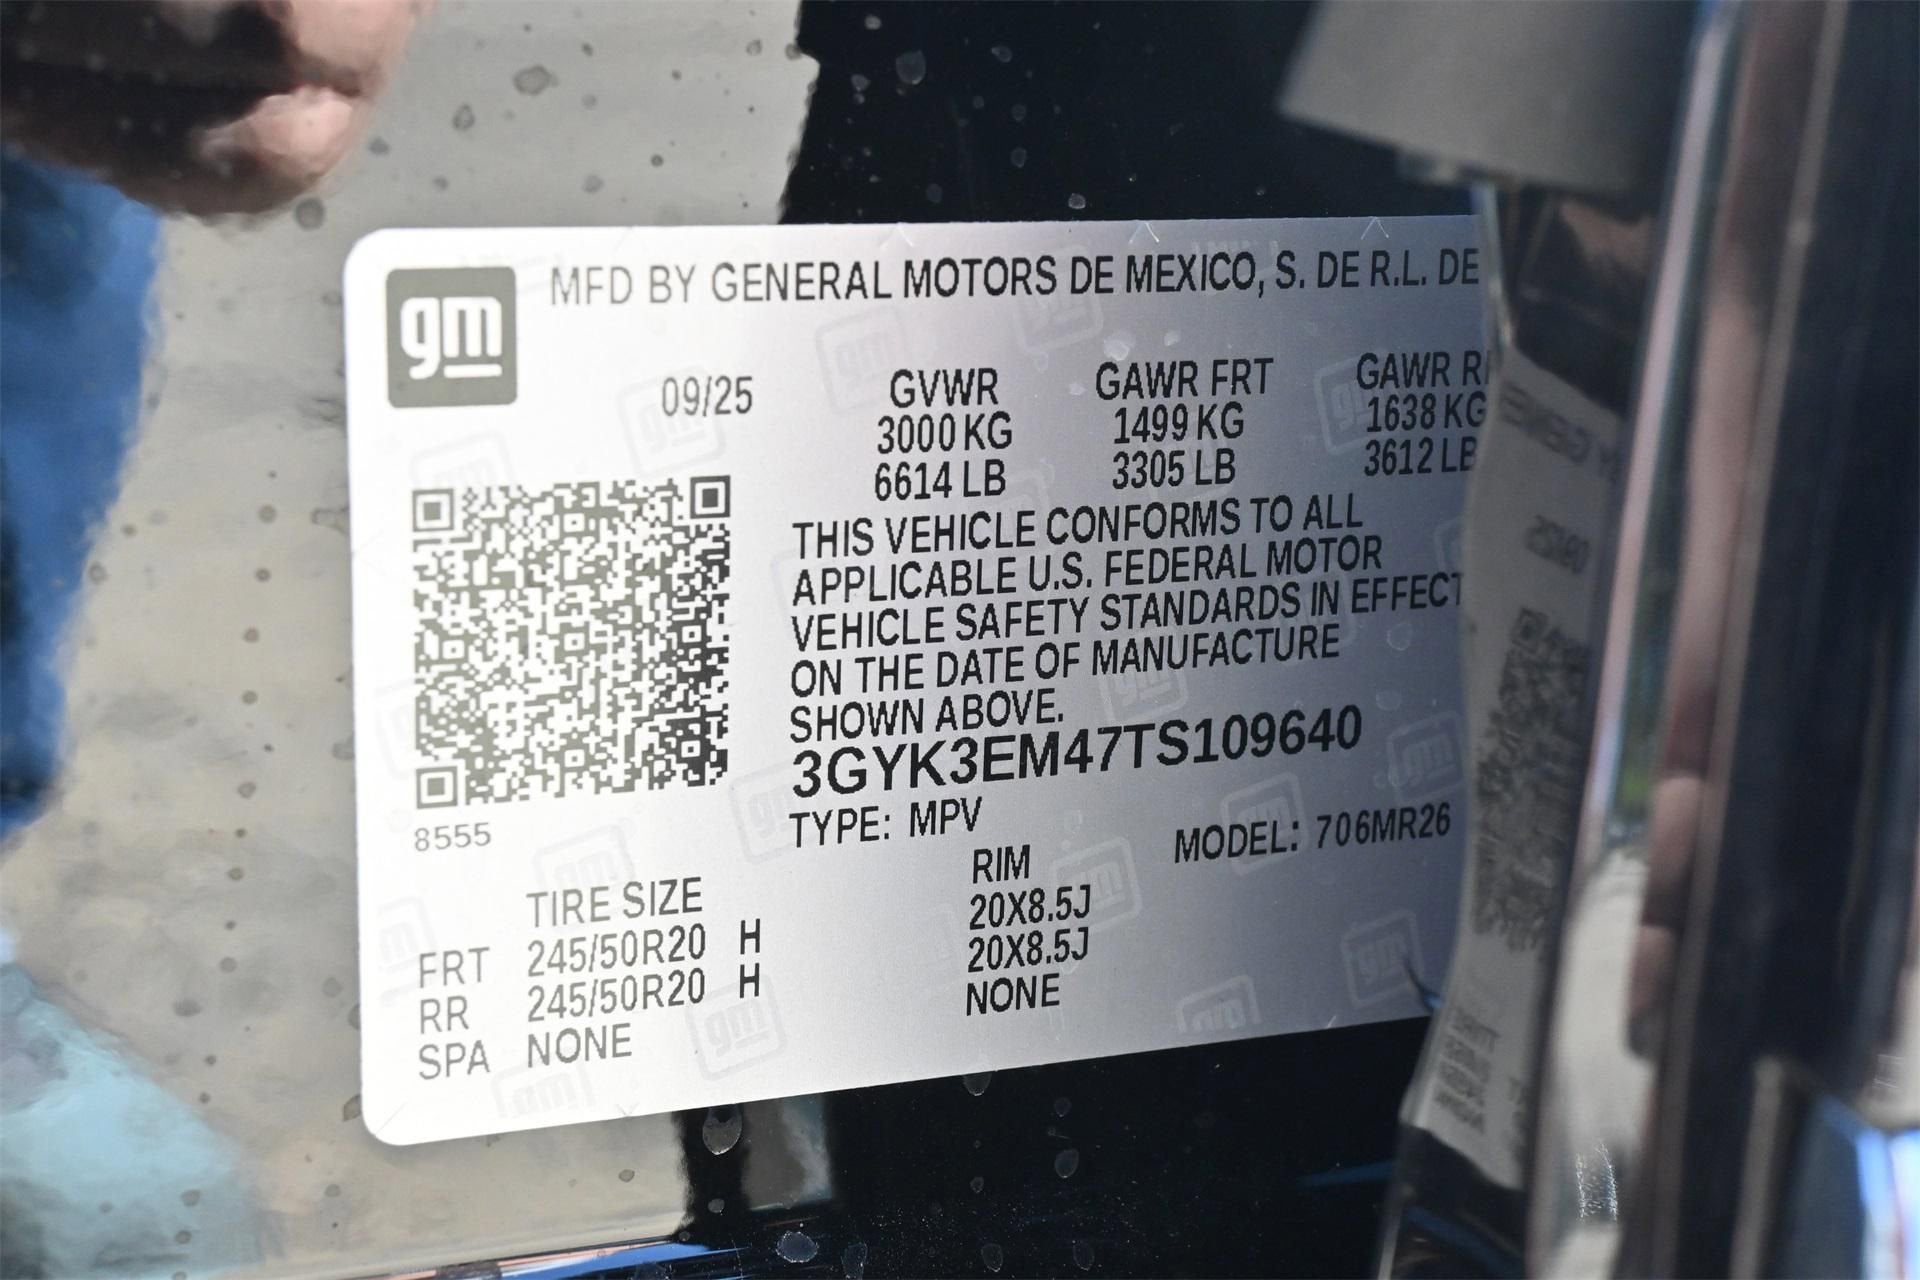 gm
MFD BY GENERAL MOTORS DE MEXICO, S. DE R.L. DE
09/25
GVWR GAWR FRT GAWR
3000 KG 1499 KG 1638 KG
6614 LB 3305 LB 3612 LB
THIS VEHICLE CONFORMS TO ALL
APPLICABLE U.S. FEDERAL MOTOR
VEHICLE SAFETY STANDARDS IN EFFECT
ON THE DATE OF MANUFACTURE
SHOWN ABOVE.
3GYK3EM47TS109640
8555
TYPE: MPV MODEL: 706MR26
TIRE SIZE RIM
FRT 245/50R20 H 20X8.5J
RR 245/50R20 H 20X8.5J
SPA NONE NONE